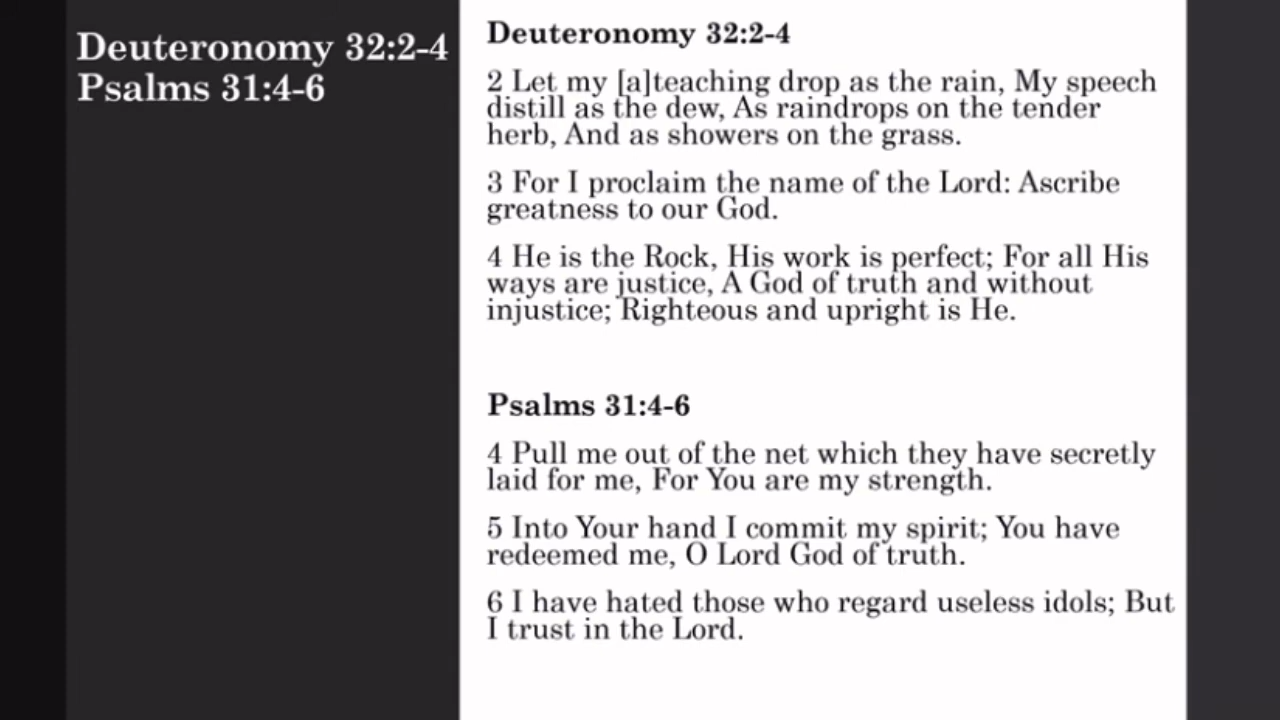 Deuteronomy 32:2-4
Psalms 31:4-6
Deuteronomy 32:2-4
2 Let my [a]teaching drop as the rain, My speech
distill as the dew, As raindrops on the tender
herb, And as showers on the grass.
3 For I proclaim the name of the Lord: Ascribe
greatness to our God.
4 He is the Rock, His work is perfect; For all His
ways are justice, A God of truth and without
injustice; Righteous and upright is He.
Psalms 31:4-6
4 Pull me out of the net which they have secretly
laid for me, For You are my strength.
5 Into Your hand I commit my spirit; You have
redeemed me, O Lord God of truth.
6 I have hated those who regard useless idols; But
I trust in the Lord.